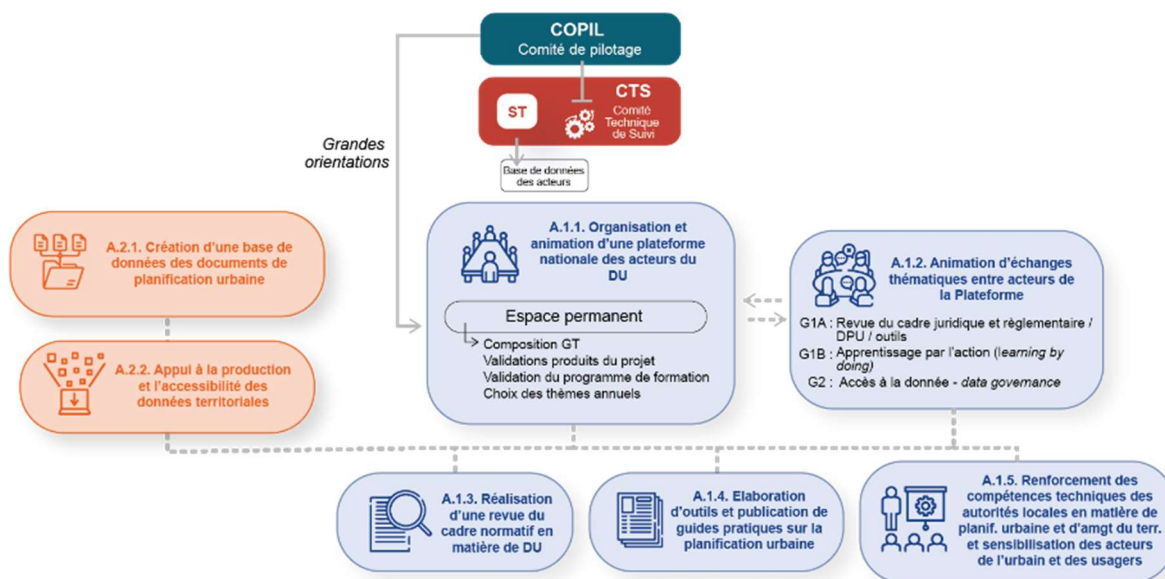 COPIL
Comité de pilotage
ST
CTS
Comité
Technique
de Suivi
Grandes
orientations
Base de données
des acteurs
A.2.1. Création d'une base de
données des documents de
planification urbaine
A.2.2. Appui à la production
et l'accessibilité des
données territoriales
A.1.1. Organisation et
animation d'une plateforme
nationale des acteurs du
DU
Espace permanent
Composition GT
Validations produits du projet
Validation du programme de formation
Choix des thèmes annuels
A.1.2. Animation d'échanges
thématiques entre acteurs de
la Plateforme
G1A : Revue du cadre juridique et règlementaire /
DPU / outils
G1B : Apprentissage par l'action (learning by
doing)
G2 : Accès à la donnée - data governance
A.1.3. Réalisation
d'une revue du
cadre normatif en
matière de DU
A.1.4. Elaboration
d'outils et publication de
guides pratiques sur la
planification urbaine
A.1.5. Renforcement des
compétences techniques des
autorités locales en matière de
planif. urbaine et d'amgt du terr.
et sensibilisation des acteurs
de l'urbain et des usagers